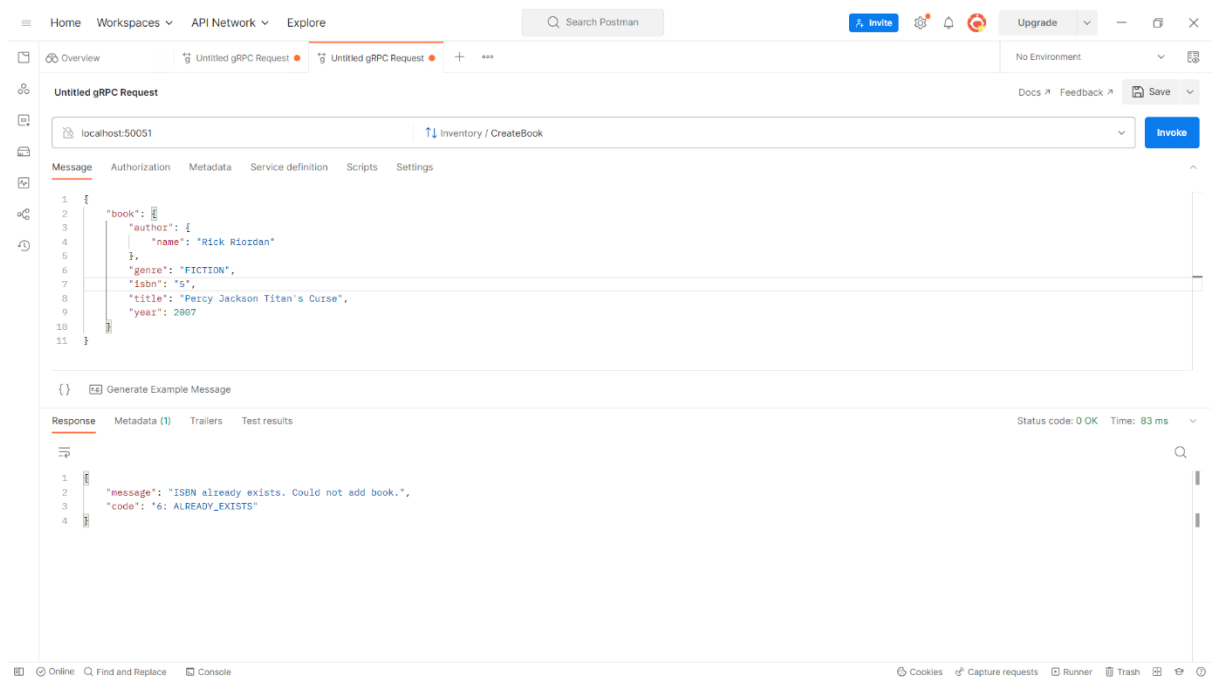 Home Workspaces API Network Explore Search Postman Invite Upgrade
Overview Untitled gRPC Request Untitled gRPC Request No Environment
Untitled gRPC Request Docs Feedback Save
localhost:50051 Inventory / CreateBook Invoke
Message Authorization Metadata Service definition Scripts Settings
1 {
2 "book": {
3 "author": {
4 "name": "Rick Riordan"
5 },
6 "genre": "FICTION",
7 "isbn": "5",
8 "title": "Percy Jackson Titan's Curse",
9 "year": 2007
10 }
11 }
{} Generate Example Message
Response Metadata (1) Trailers Test results Status code: 0 OK Time: 83 ms
1 {
2 "message": "ISBN already exists. Could not add book.",
3 "code": "6: ALREADY_EXISTS"
4 }
Online Find and Replace Console Cookies Capture requests Runner Trash